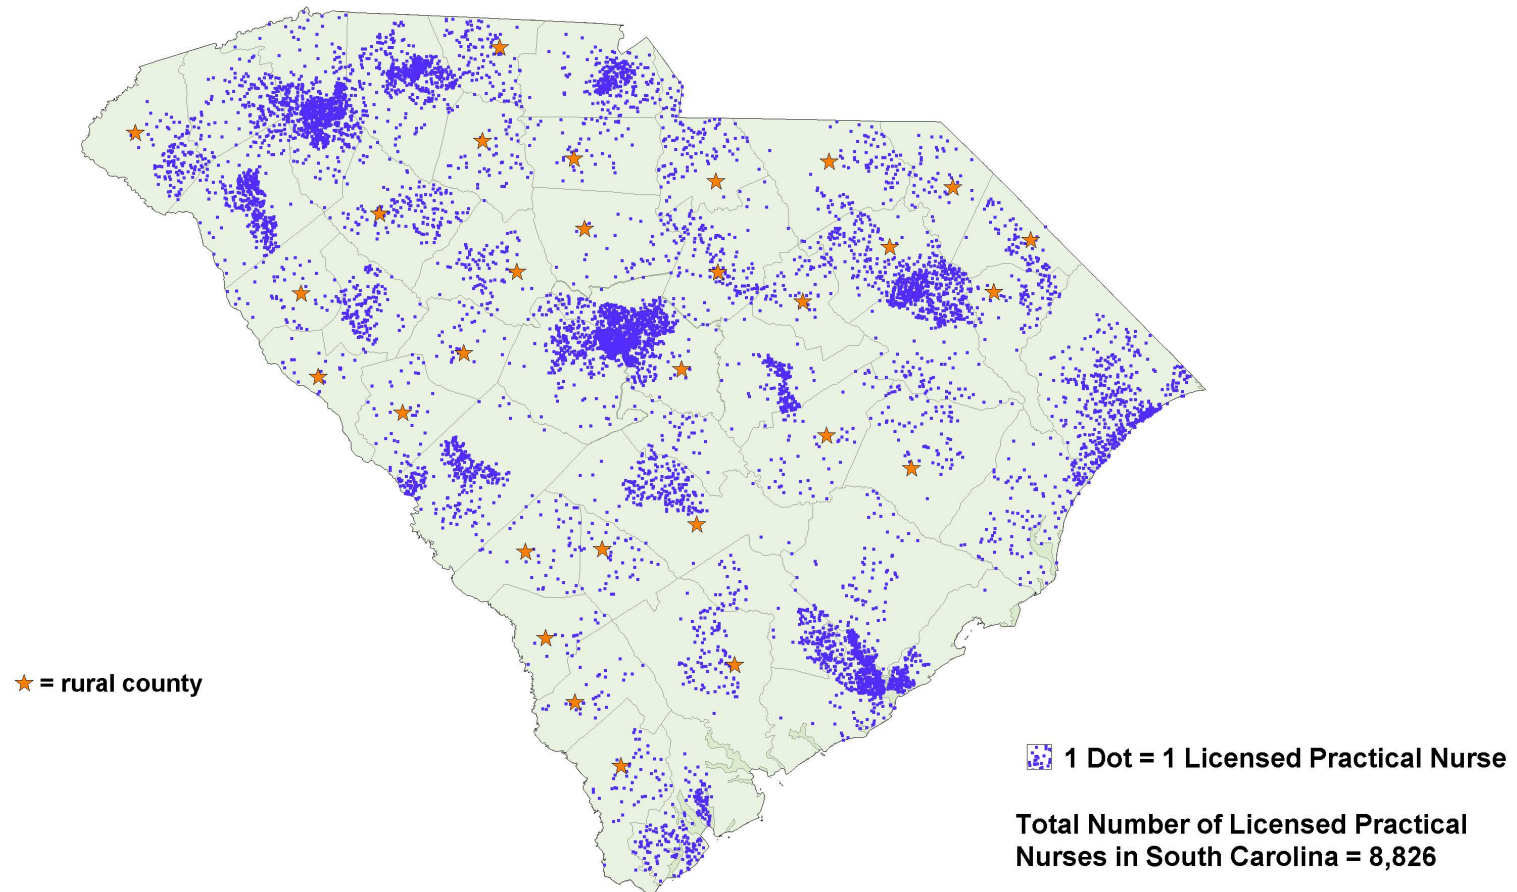 = rural county
1 Dot = 1 Licensed Practical Nurse
Total Number of Licensed Practical
Nurses in South Carolina = 8,826